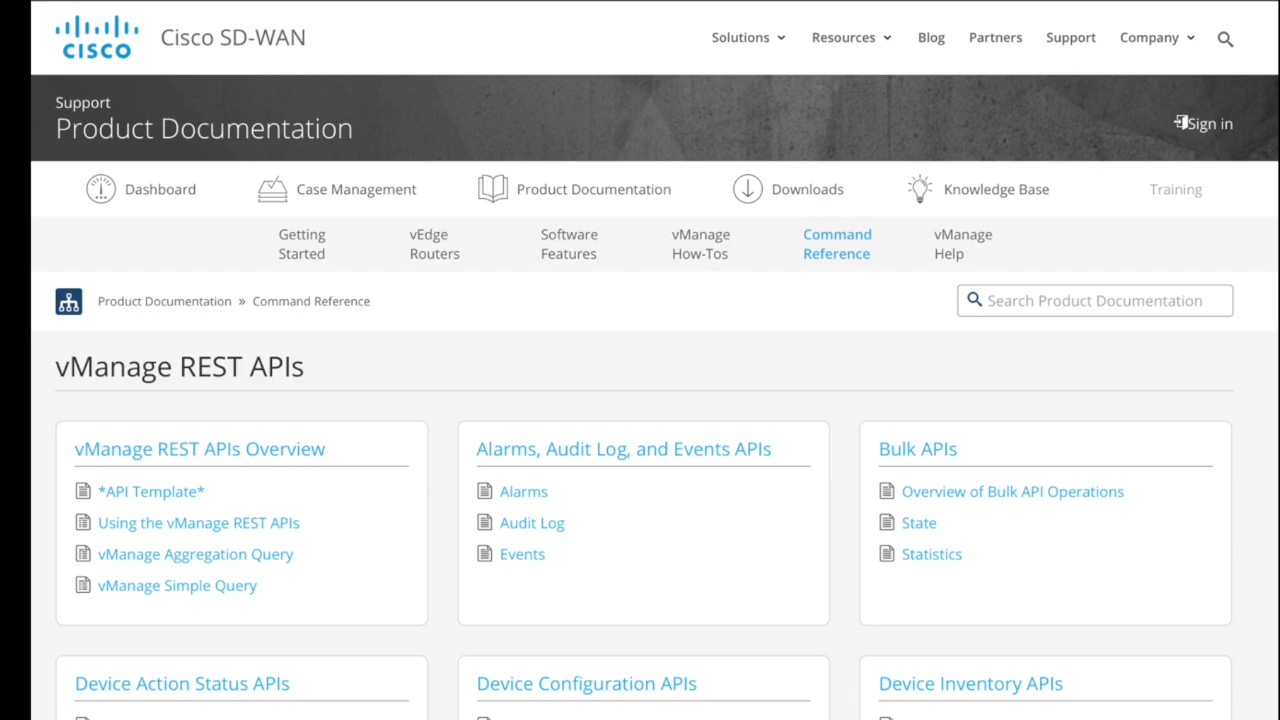 CISCO
Cisco SD-WAN
Solutions
Resources
Blog
Partners
Support
Company
Support
Product Documentation
Sign in
Dashboard
Case Management
Product Documentation
Downloads
Knowledge Base
Training
Getting
Started
vEdge
Routers
Software
Features
vManage
How-Tos
Command
Reference
vManage
Help
Product Documentation » Command Reference
Search Product Documentation
vManage REST APIs
vManage REST APIs Overview
*API Template*
Using the vManage REST APIs
vManage Aggregation Query
vManage Simple Query
Alarms, Audit Log, and Events APIs
Alarms
Audit Log
Events
Bulk APIs
Overview of Bulk API Operations
State
Statistics
Device Action Status APIs
Device Configuration APIs
Device Inventory APIs